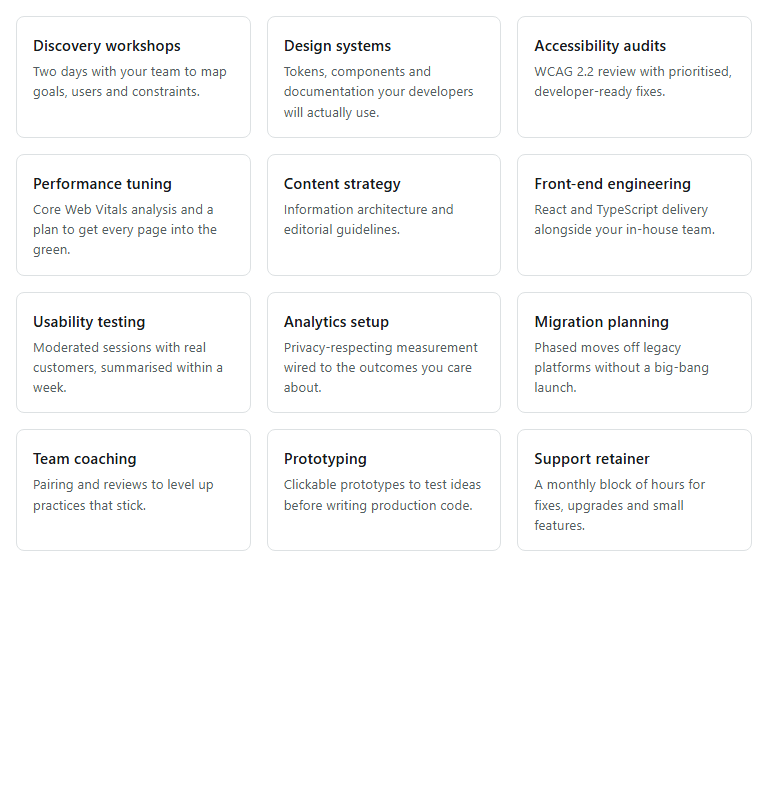 Discovery workshops
Two days with your team to map
goals, users and constraints.
Design systems
Tokens, components and
documentation your developers
will actually use.
Accessibility audits
WCAG 2.2 review with prioritised,
developer-ready fixes.
Performance tuning
Core Web Vitals analysis and a
plan to get every page into the
green.
Content strategy
Information architecture and
editorial guidelines.
Front-end engineering
React and TypeScript delivery
alongside your in-house team.
Usability testing
Moderated sessions with real
customers, summarised within a
week.
Analytics setup
Privacy-respecting measurement
wired to the outcomes you care
about.
Migration planning
Phased moves off legacy
platforms without a big-bang
launch.
Team coaching
Pairing and reviews to level up
practices that stick.
Prototyping
Clickable prototypes to test ideas
before writing production code.
Support retainer
A monthly block of hours for
fixes, upgrades and small
features.